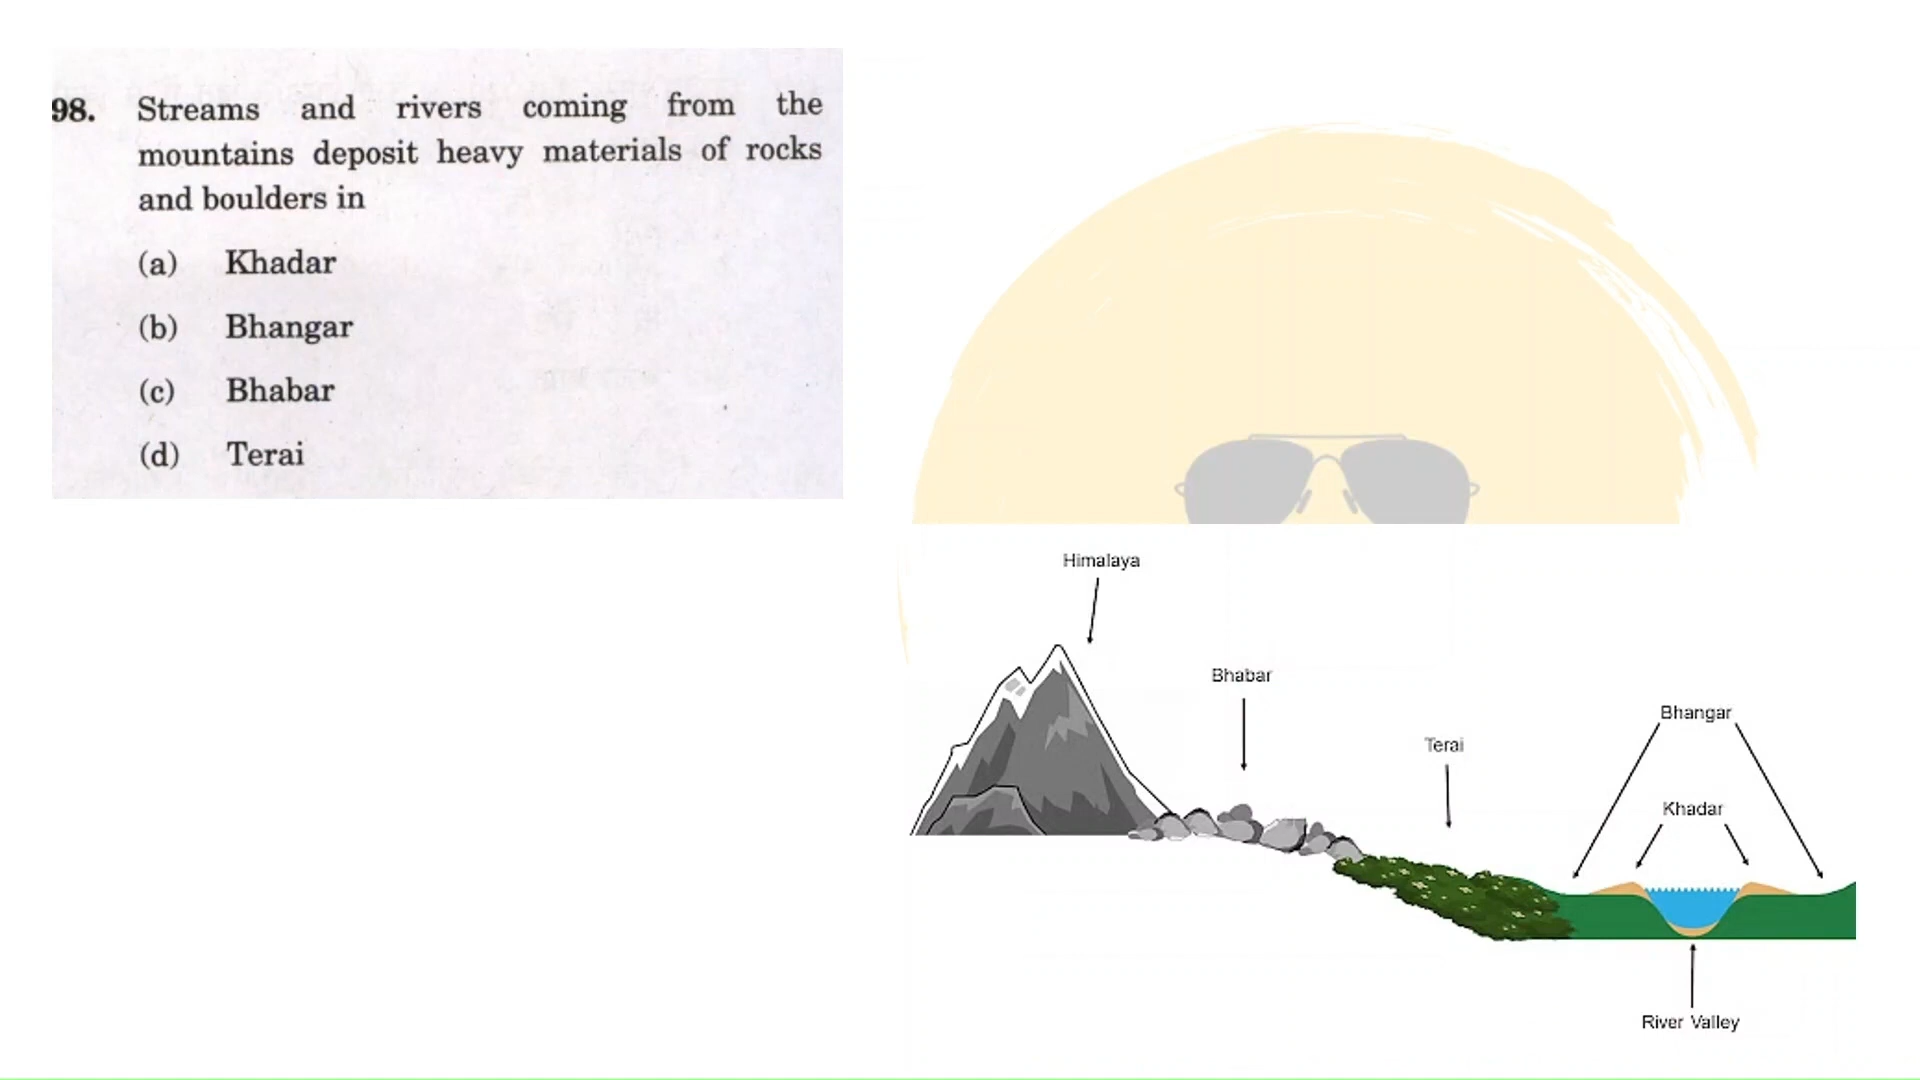 98. Streams and rivers coming from the
mountains deposit heavy materials of rocks
and boulders in
(a) Khadar
(b) Bhangar
(c) Bhabar
(d) Terai
Himalaya
Bhabar
Terai
Bhangar
Khadar
River Valley